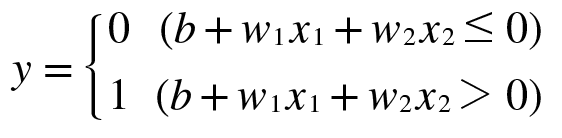 y = { 0 (b + w₁x₁ + w₂x₂ ≤ 0)
1 (b + w₁x₁ + w₂x₂ > 0)